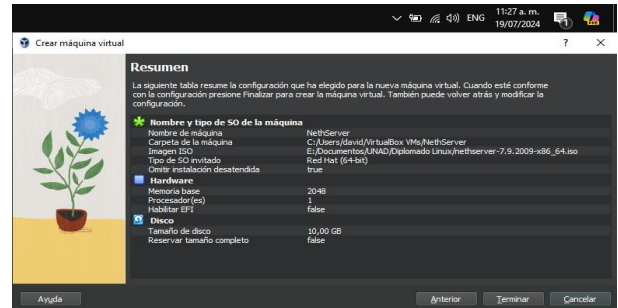 ENG
11:27 a. m.
19/07/2024
1
Crear máquina virtual
? ×
Resumen
La siguiente tabla resume la configuración que ha elegido para la nueva máquina virtual. Cuando esté conforme
con la configuración presione Finalizar para crear la máquina virtual. También puede volver atrás y modificar la
configuración.
Nombre y tipo de SO de la máquina
Nombre de máquina NethServer
Carpeta de la máquina C:/Users/david/VirtualBox VMs/NethServer
Imagen ISO E:/Documentos/UNAD/Diplomado Linux/nethserver-7.9.2009-x86_64.iso
Tipo de SO invitado Red Hat (64-bit)
Omitir instalación desatendida true
Hardware
Memoria base 2048
Procesador(es) 1
Habilitar EFI false
Disco
Tamaño de disco 10,00 GB
Reservar tamaño completo false
Ayuda Anterior Terminar Cancelar